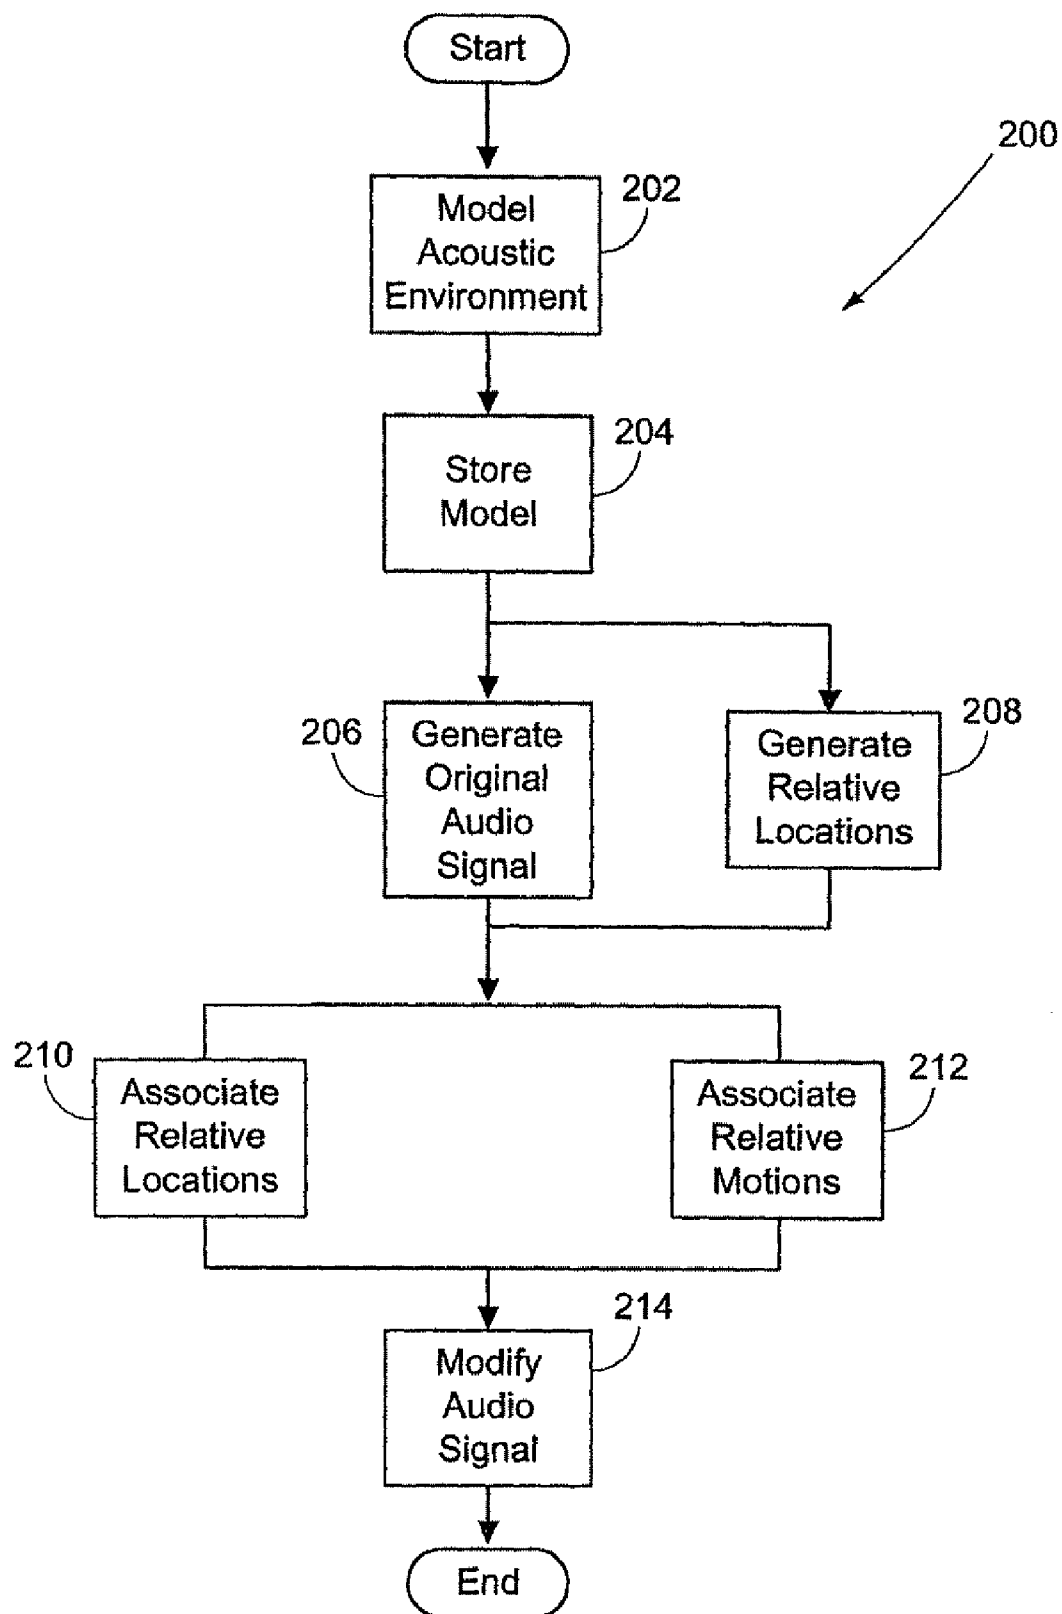 Start
200
202
Model
Acoustic
Environment
204
Store
Model
206
Generate
Original
Audio
Signal
208
Generate
Relative
Locations
210
Associate
Relative
Locations
212
Associate
Relative
Motions
214
Modify
Audio
Signal
End